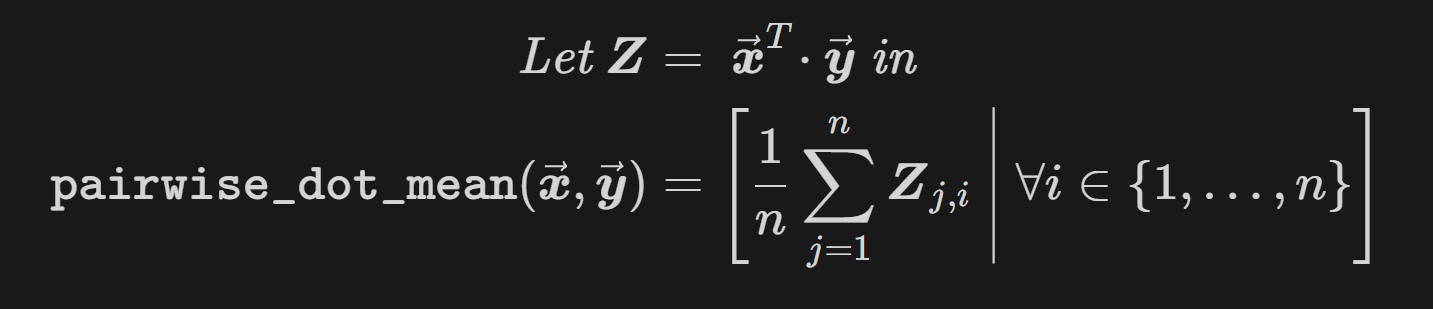 Let Z = x⃗^T · y⃗ in
pairwise_dot_mean(x⃗, y⃗) = [ 1/n ∑_{j=1}^{n} Z_{j,i} | ∀i ∈ {1, . . . , n} ]